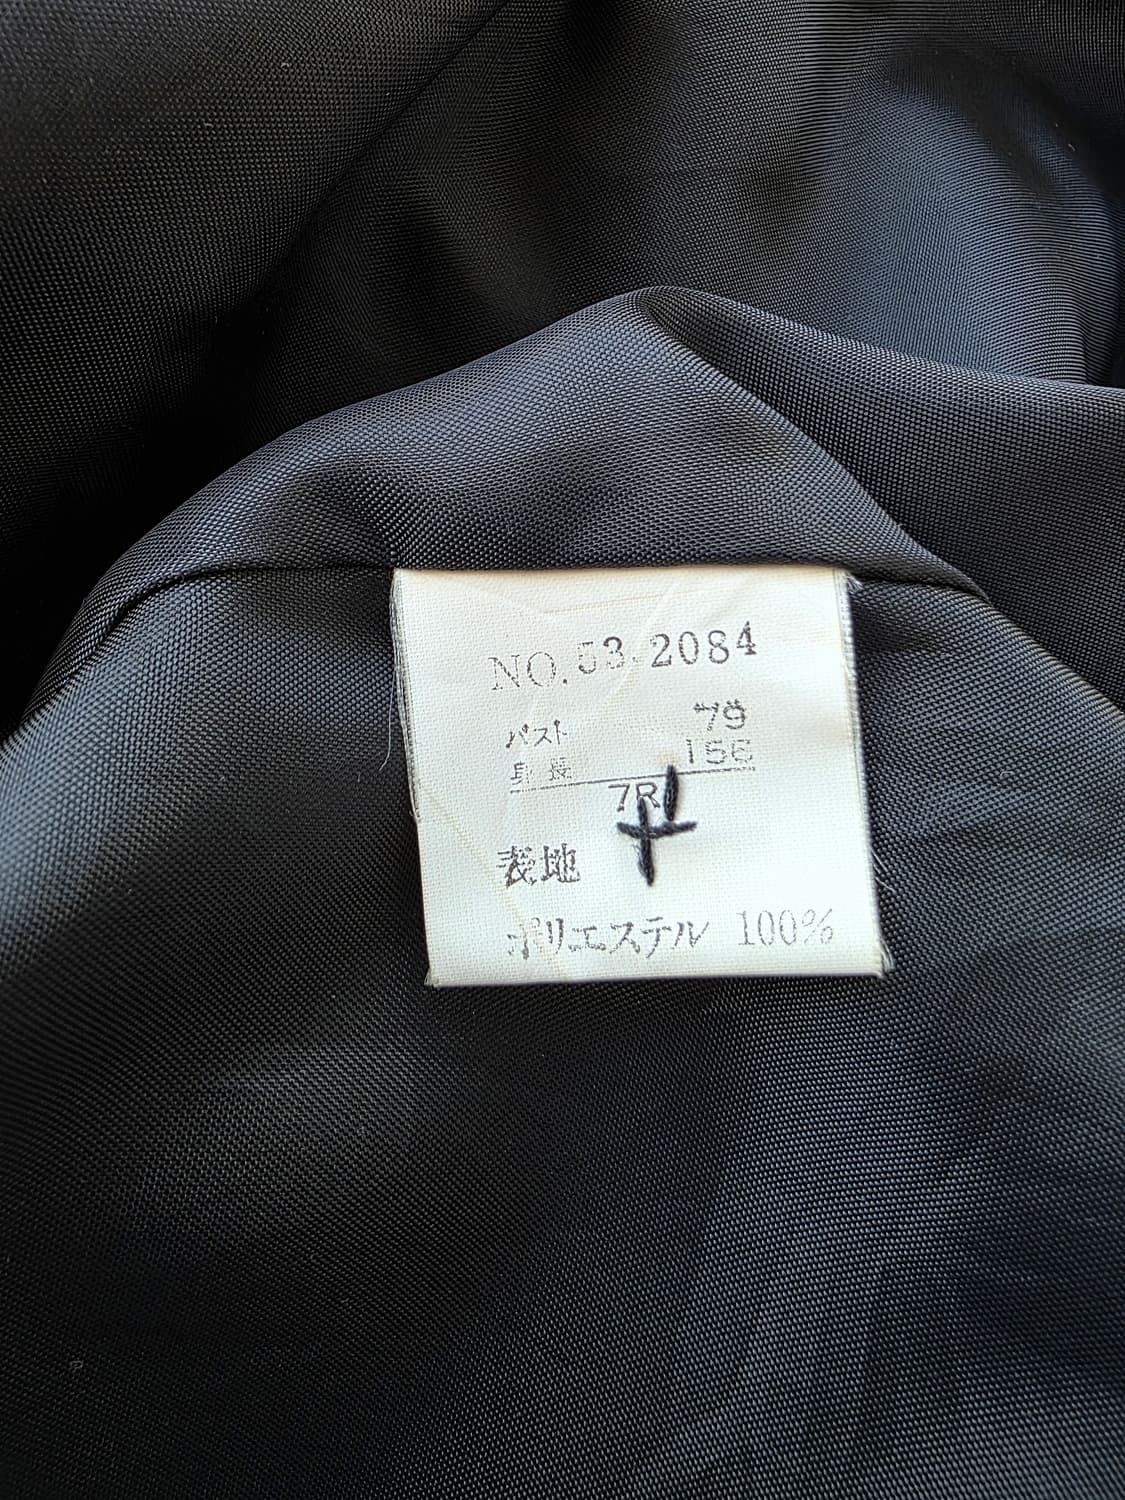 NO. 53-2084
バスト 79
身長 156
7R
表地
ポリエステル 100%